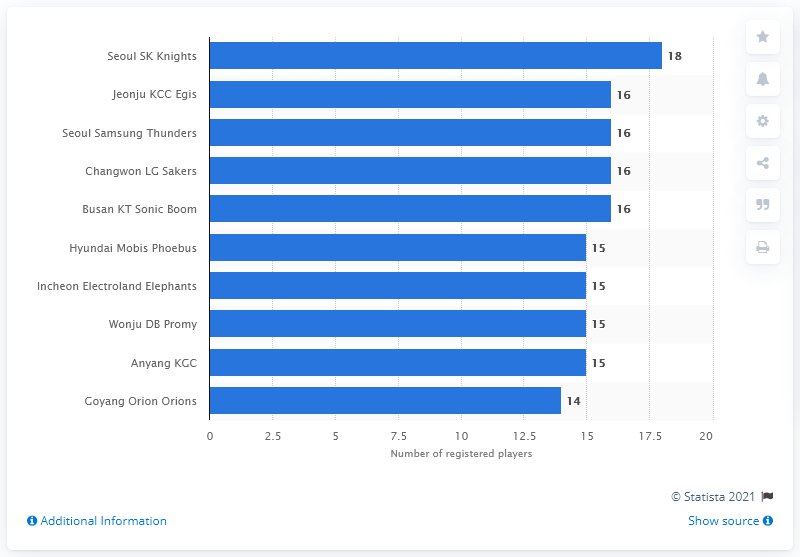 Seoul SK Knights 18
Jeonju KCC Egis 16
Seoul Samsung Thunders 16
Changwon LG Sakers 16
Busan KT Sonic Boom 16
Hyundai Mobis Phoebus 15
Incheon Electroland Elephants 15
Wonju DB Promy 15
Anyang KGC 15
Goyang Orion Orions 14
0 2.5 5 7.5 10 12.5 15 17.5 20
Number of registered players
© Statista 2021
Additional Information Show source